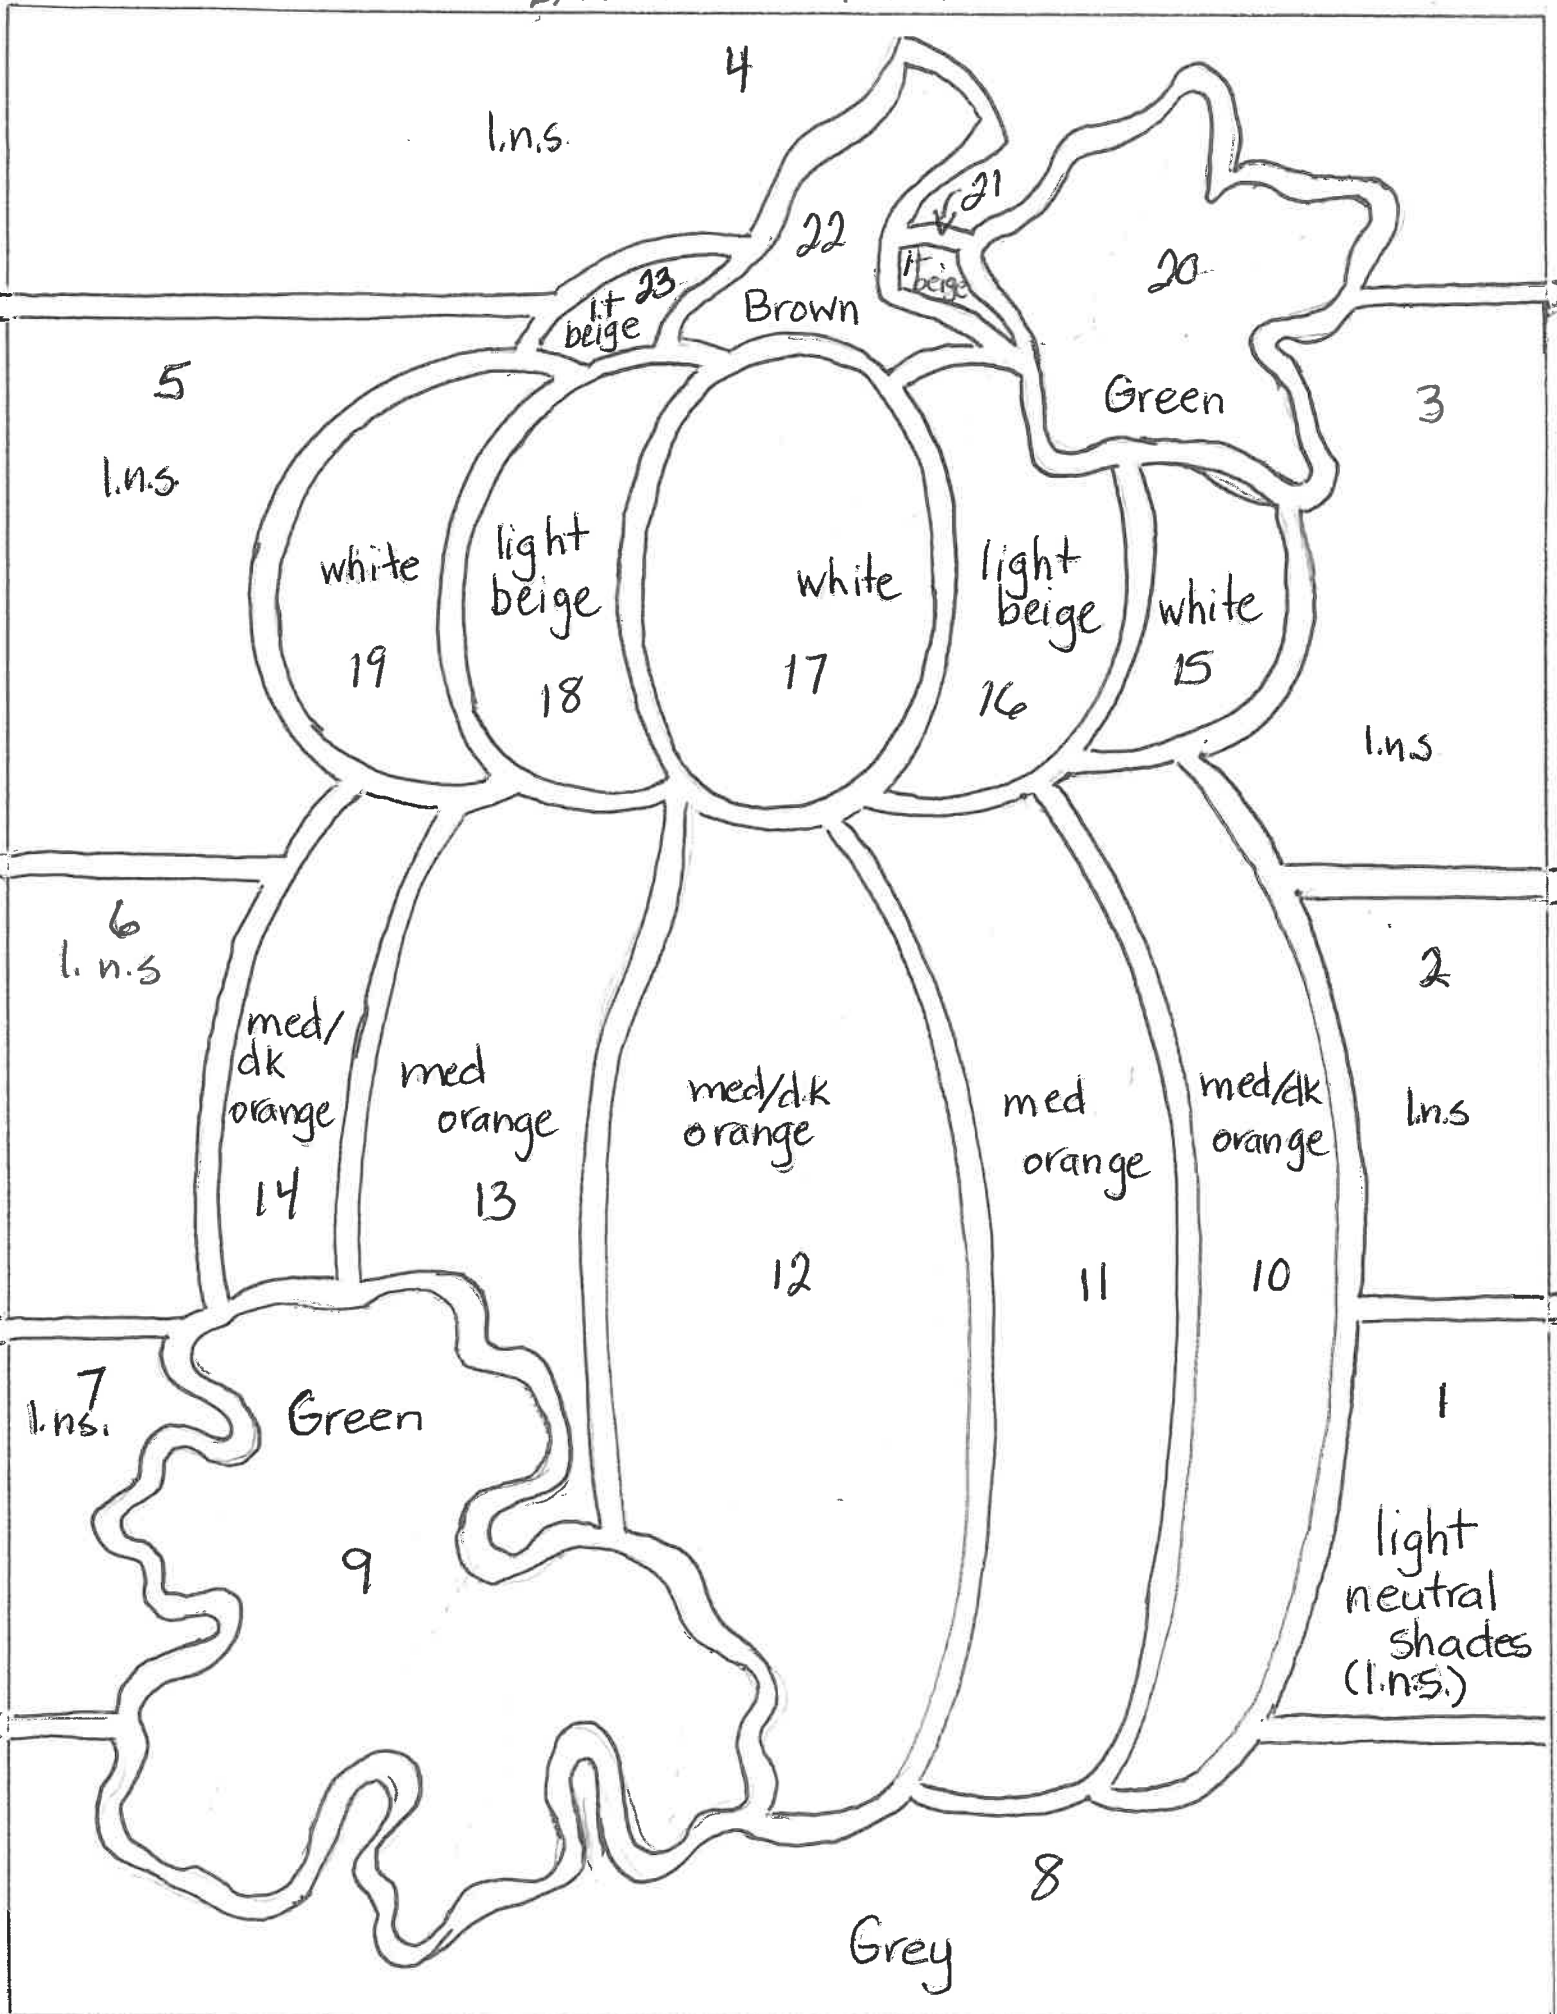 4
l.n.s.
21
22
Brown
23
l.t
beige
lt
beige
20
Green
5
l.n.s.
3
l.n.s
white
19
light
beige
18
white
17
light
beige
16
white
15
6
l.n.s
2
l.n.s
med/
dk
orange
14
med
orange
13
med/dk
orange
12
med
orange
11
med/dk
orange
10
7
l.ns.
Green
9
1
light
neutral
shades
(l.n.s.)
8
Grey